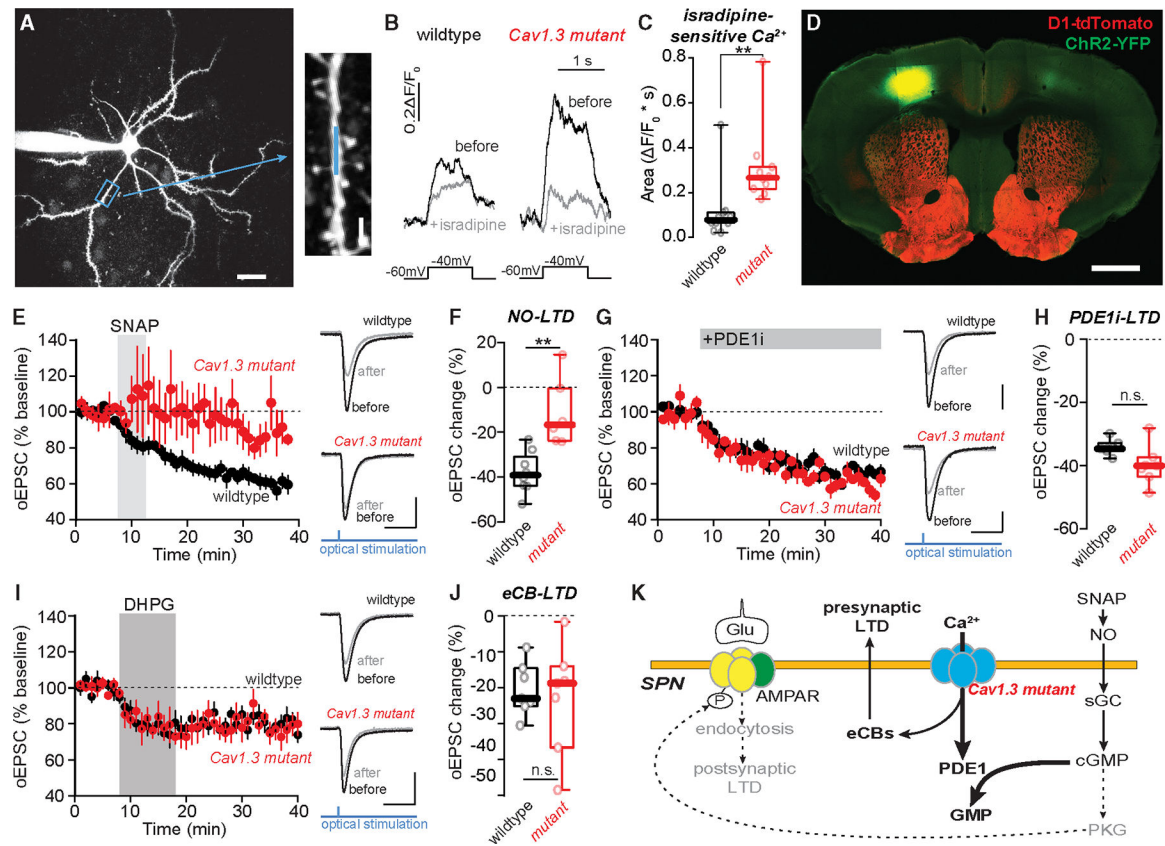 A
B
wildtype
Cav1.3 mutant
1 s
0.2ΔF/F₀
before
before
+isradipine
+isradipine
-60mV
-40mV
-60mV
-40mV
C
isradipine-
sensitive Ca²⁺
**
Area (ΔF/F₀ * s)
0.8
0.6
0.4
0.2
0.0
wildtype
mutant
D
D1-tdTomato
ChR2-YFP
E
SNAP
oEPSC (% baseline)
140
120
100
80
60
40
Cav1.3 mutant
wildtype
0
10
20
30
40
Time (min)
wildtype
after
before
Cav1.3 mutant
after
before
optical stimulation
F
NO-LTD
**
oEPSC change (%)
20
0
-20
-40
-60
wildtype
mutant
G
+PDE1i
oEPSC (% baseline)
140
120
100
80
60
40
wildtype
Cav1.3 mutant
0
10
20
30
40
Time (min)
wildtype
after
before
Cav1.3 mutant
after
before
optical stimulation
H
PDE1i-LTD
n.s.
oEPSC change (%)
0
-20
-40
-60
wildtype
mutant
I
DHPG
oEPSC (% baseline)
140
120
100
80
60
40
wildtype
Cav1.3 mutant
0
10
20
30
40
Time (min)
wildtype
after
before
Cav1.3 mutant
after
before
optical stimulation
J
eCB-LTD
oEPSC change (%)
0
-10
-20
-30
-40
-50
n.s.
wildtype
mutant
K
Glu
SPN
P
AMPAR
endocytosis
postsynaptic
LTD
presynaptic
LTD
Ca²⁺
Cav1.3 mutant
eCBs
PDE1
GMP
SNAP
NO
sGC
cGMP
PKG